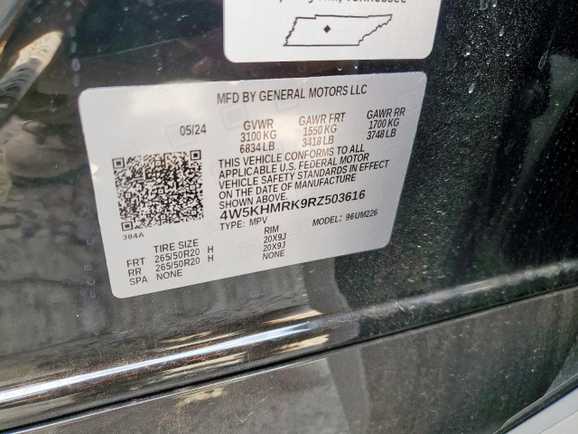 MFD BY GENERAL MOTORS LLC
05/24 GVWR GAWR FRT GAWR RR
3100 KG 1550 KG 1700 KG
6834 LB 3418 LB 3748 LB
THIS VEHICLE CONFORMS TO ALL
APPLICABLE U.S. FEDERAL MOTOR
VEHICLE SAFETY STANDARDS IN EFFECT
ON THE DATE OF MANUFACTURE
SHOWN ABOVE.
4W5KHMRK9RZ503616
TYPE: MPV MODEL: 96UM226
384A
TIRE SIZE RIM
FRT 265/50R20 H 20X9J
RR 265/50R20 H 20X9J
SPA NONE NONE